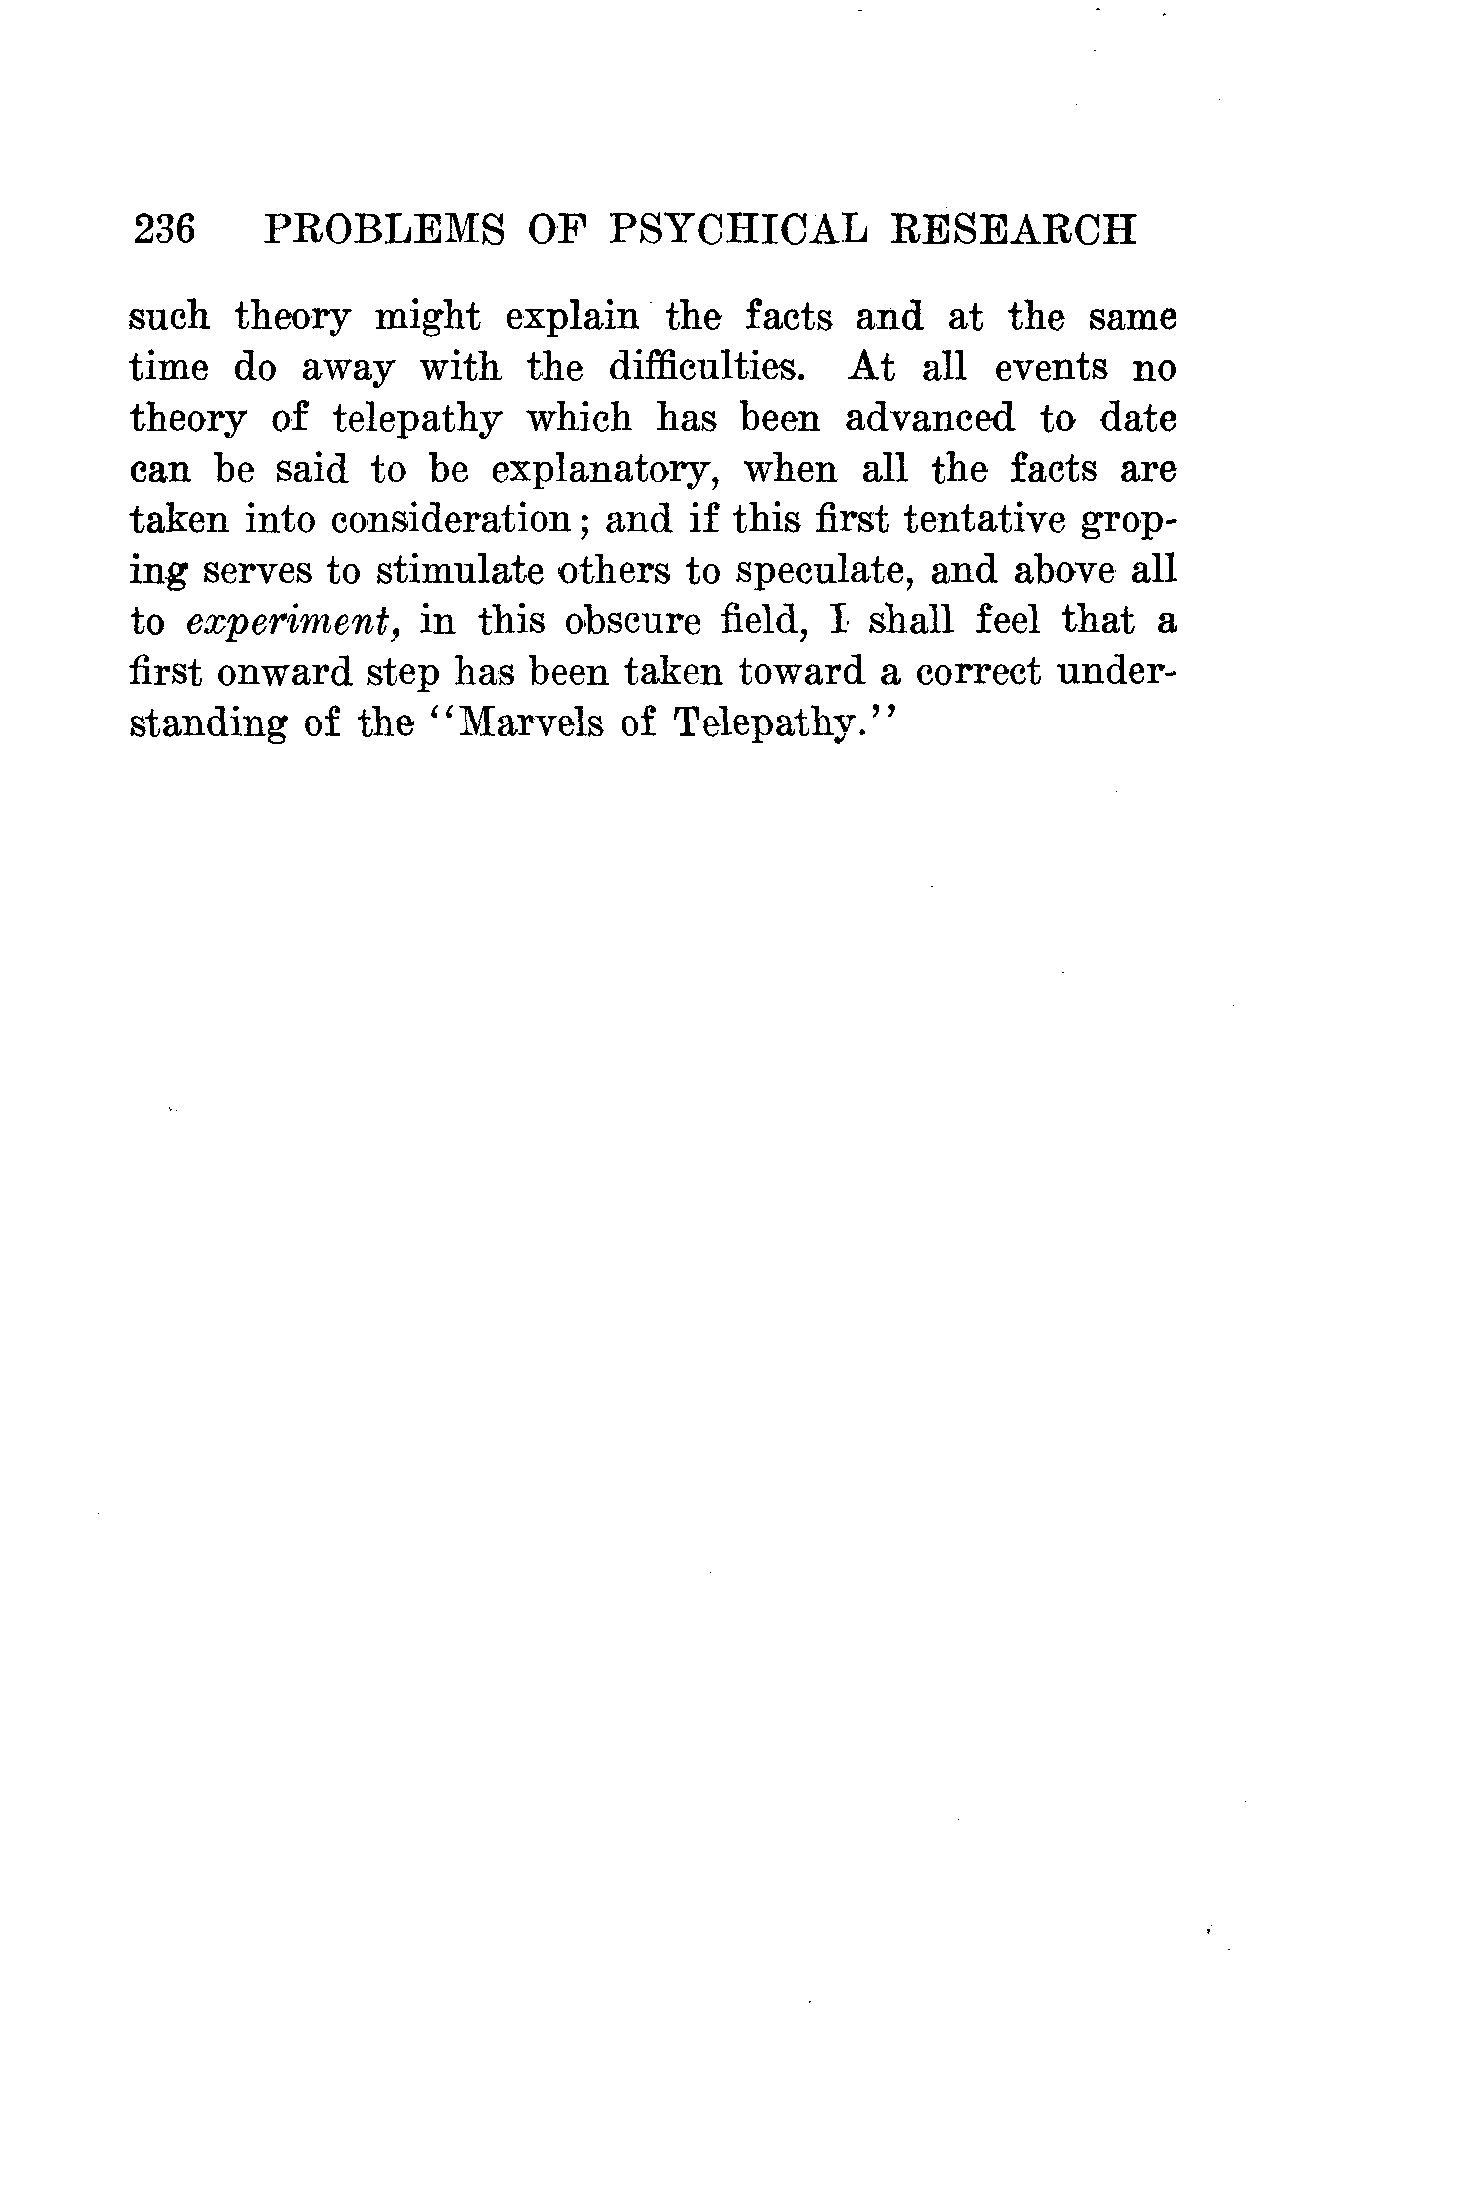 236 PROBLEMS OF PSYCHICAL RESEARCH
such theory might explain the facts and at the same
time do away with the difficulties. At all events no
theory of telepathy which has been advanced to date
can be said to be explanatory, when all the facts are
taken into consideration; and if this first tentative grop-
ing serves to stimulate others to speculate, and above all
to experiment, in this obscure field, I shall feel that a
first onward step has been taken toward a correct under-
standing of the "Marvels of Telepathy."